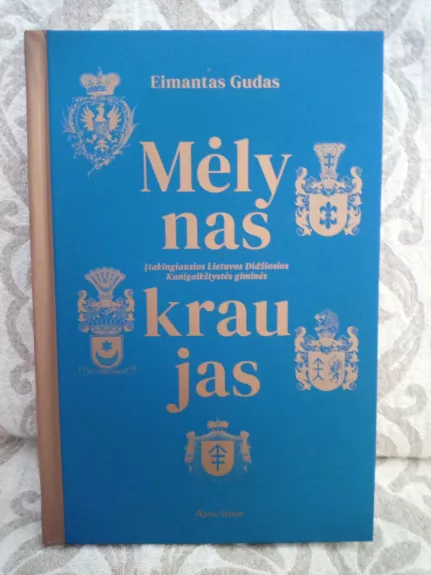 Eimantas Gudas
Mėly
nas
Įtakingiausios Lietuvos Didžiosios
Kunigaikštystės giminės
krau
jas
Alma littera